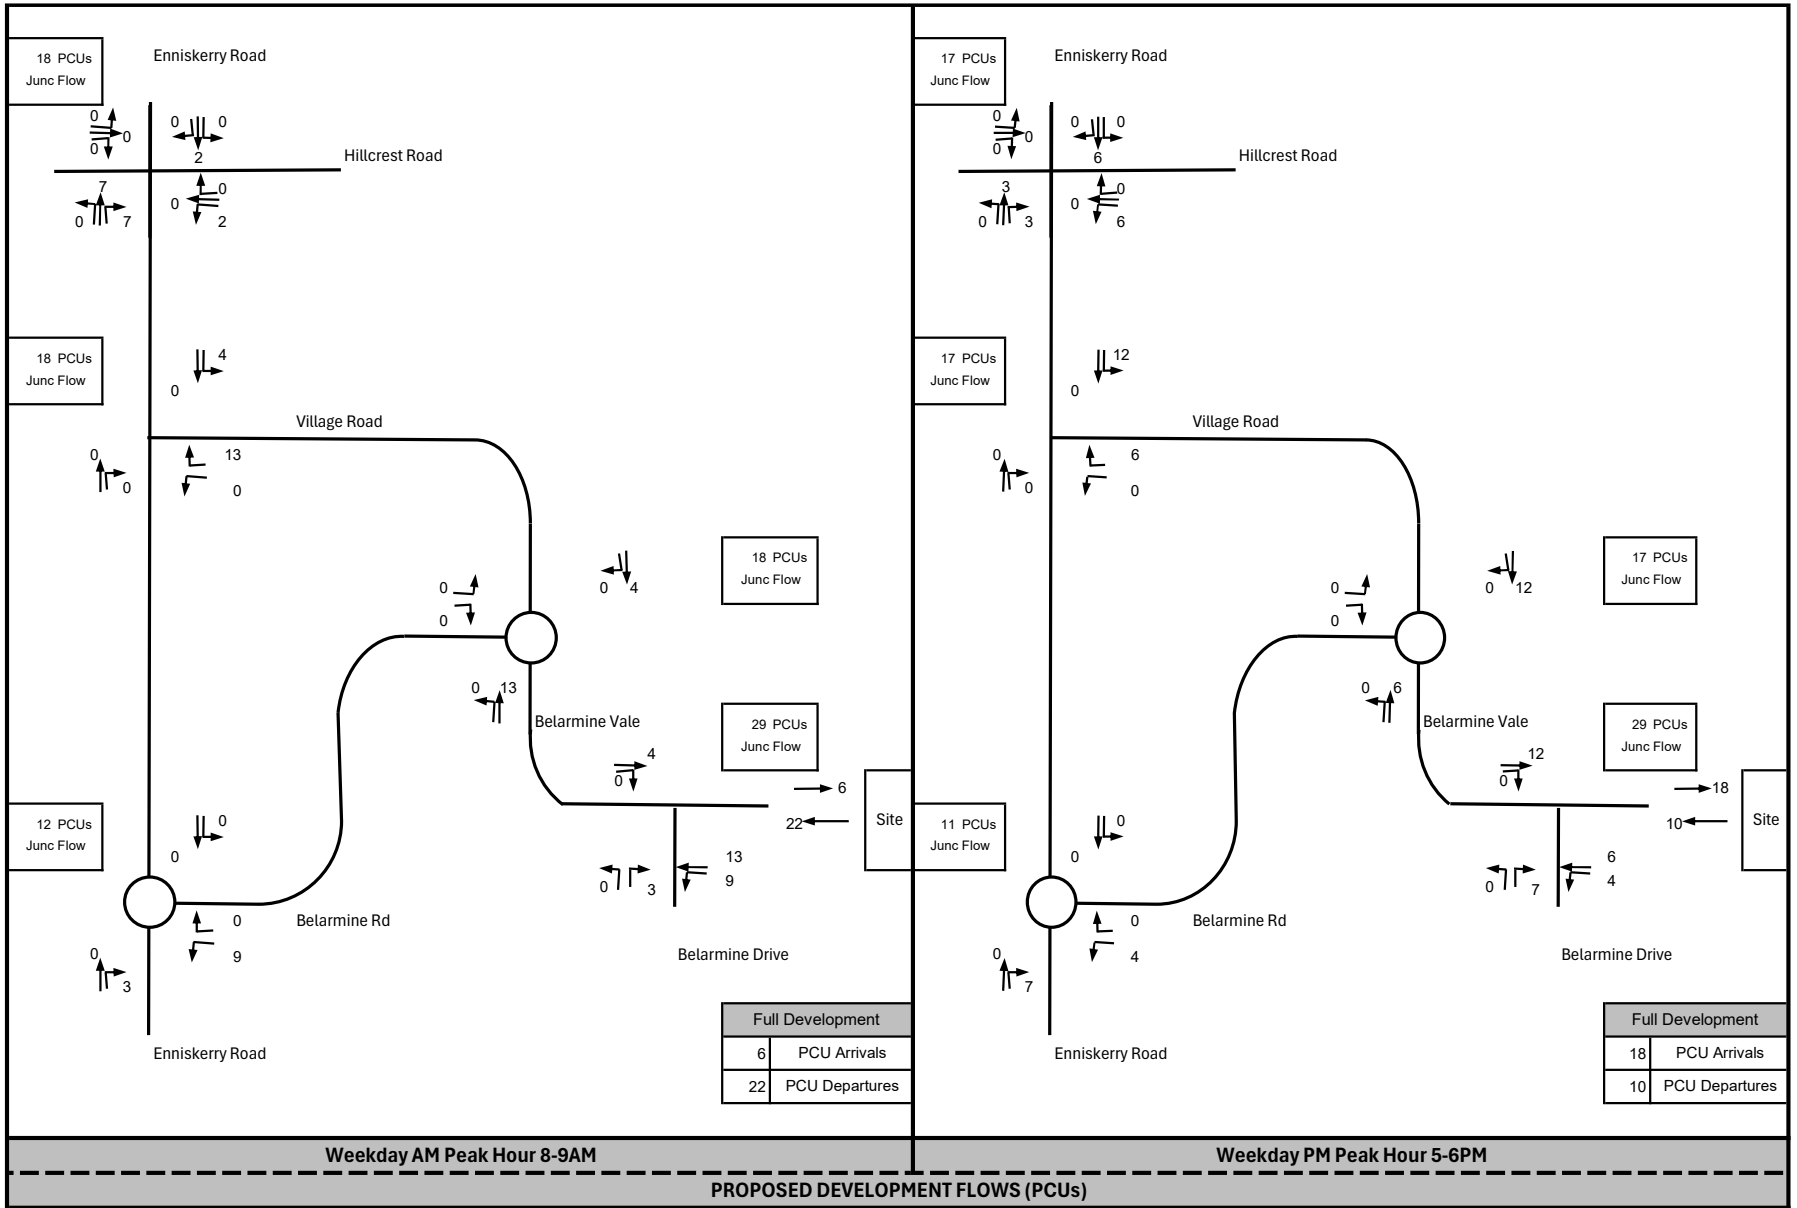 18 PCUs
Junc Flow
Enniskerry Road
0
0
0
0
0
2
Hillcrest Road
7
0
7
0
0
2
18 PCUs
Junc Flow
4
0
Village Road
0
0
13
0
0
4
18 PCUs
Junc Flow
0
0
0
13
Belarmine Vale
29 PCUs
Junc Flow
4
0
6
22
Site
12 PCUs
Junc Flow
0
0
13
9
0
3
Belarmine Rd
0
9
0
3
Belarmine Drive
Enniskerry Road
Full Development
6 PCU Arrivals
22 PCU Departures
Weekday AM Peak Hour 8-9AM
17 PCUs
Junc Flow
Enniskerry Road
0
0
0
0
0
6
Hillcrest Road
3
0
3
0
0
6
17 PCUs
Junc Flow
12
0
Village Road
0
0
6
0
0
12
17 PCUs
Junc Flow
0
0
0
6
Belarmine Vale
29 PCUs
Junc Flow
12
0
18
10
Site
11 PCUs
Junc Flow
0
0
6
4
0
7
Belarmine Rd
0
4
0
7
Belarmine Drive
Enniskerry Road
Full Development
18 PCU Arrivals
10 PCU Departures
Weekday PM Peak Hour 5-6PM
PROPOSED DEVELOPMENT FLOWS (PCUs)